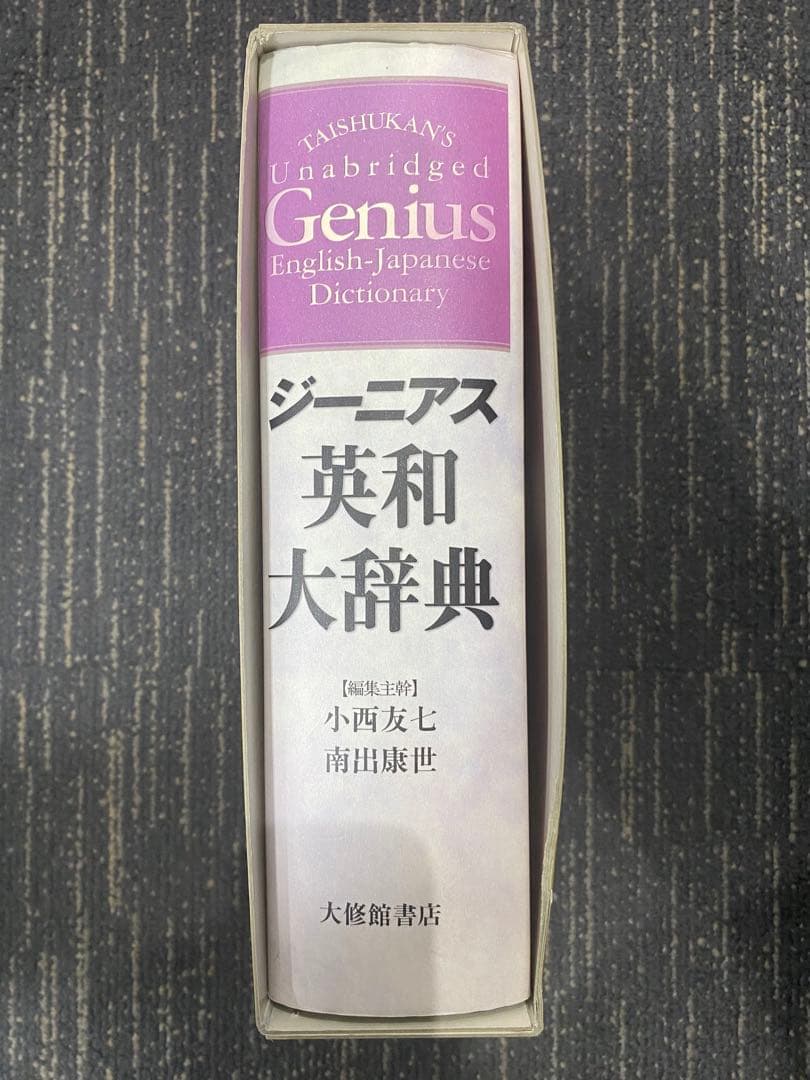 TAISHUKAN'S
Unabridged
Genius
English-Japanese
Dictionary
ジーニアス
英和
大辞典
【編集主幹】
小西友七
南出康世
大修館書店